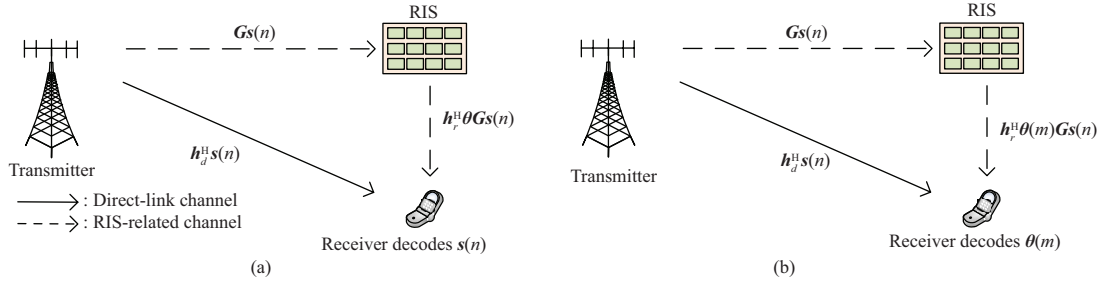 RIS
Gs(n)
h_r^H θGs(n)
h_d^H s(n)
Transmitter
: Direct-link channel
: RIS-related channel
Receiver decodes s(n)
(a)
RIS
Gs(n)
h_r^H θ(m)Gs(n)
h_d^H s(n)
Transmitter
Receiver decodes θ(m)
(b)